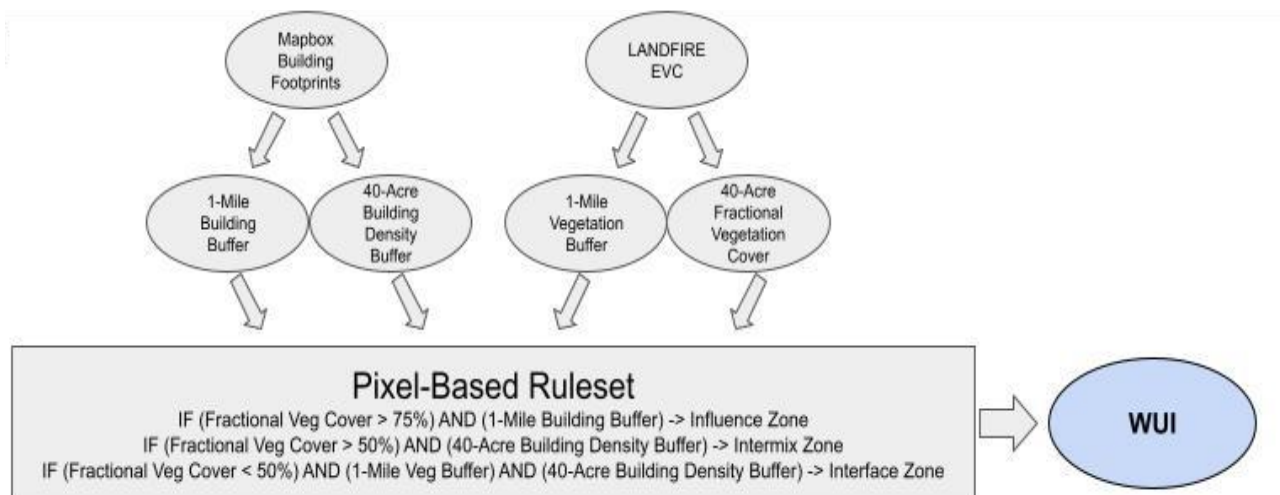 Mapbox
Building
Footprints
LANDFIRE
EVC
1-Mile
Building
Buffer
40-Acre
Building
Density
Buffer
1-Mile
Vegetation
Buffer
40-Acre
Fractional
Vegetation
Cover
Pixel-Based Ruleset
IF (Fractional Veg Cover > 75%) AND (1-Mile Building Buffer) -> Influence Zone
IF (Fractional Veg Cover > 50%) AND (40-Acre Building Density Buffer) -> Intermix Zone
IF (Fractional Veg Cover < 50%) AND (1-Mile Veg Buffer) AND (40-Acre Building Density Buffer) -> Interface Zone
WUI